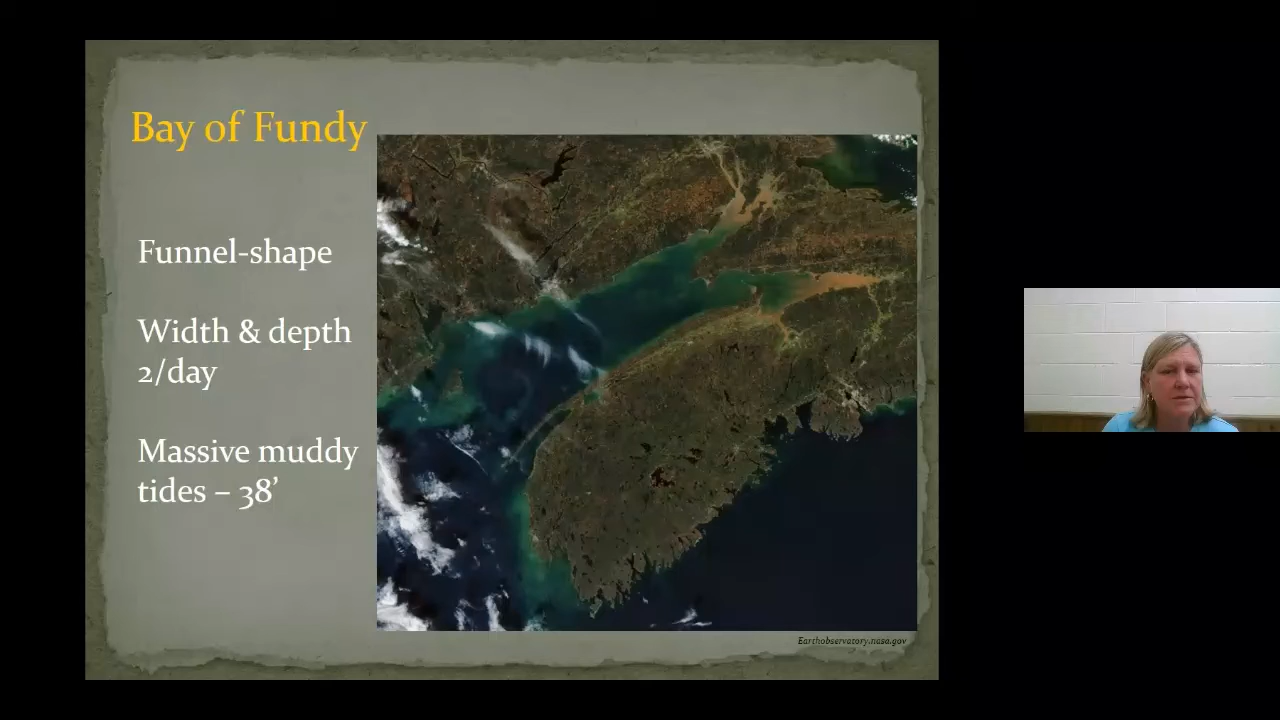 Bay of Fundy
Funnel-shape
Width & depth
2/day
Massive muddy
tides – 38’
Earthobservatory.nasa.gov